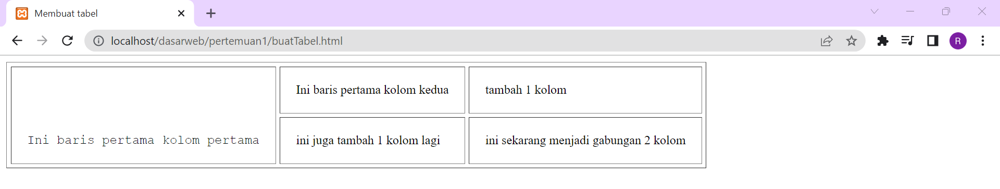 Membuat tabel
localhost/dasarweb/pertemuan1/buatTabel.html
R
Ini baris pertama kolom kedua
tambah 1 kolom
Ini baris pertama kolom pertama
ini juga tambah 1 kolom lagi
ini sekarang menjadi gabungan 2 kolom